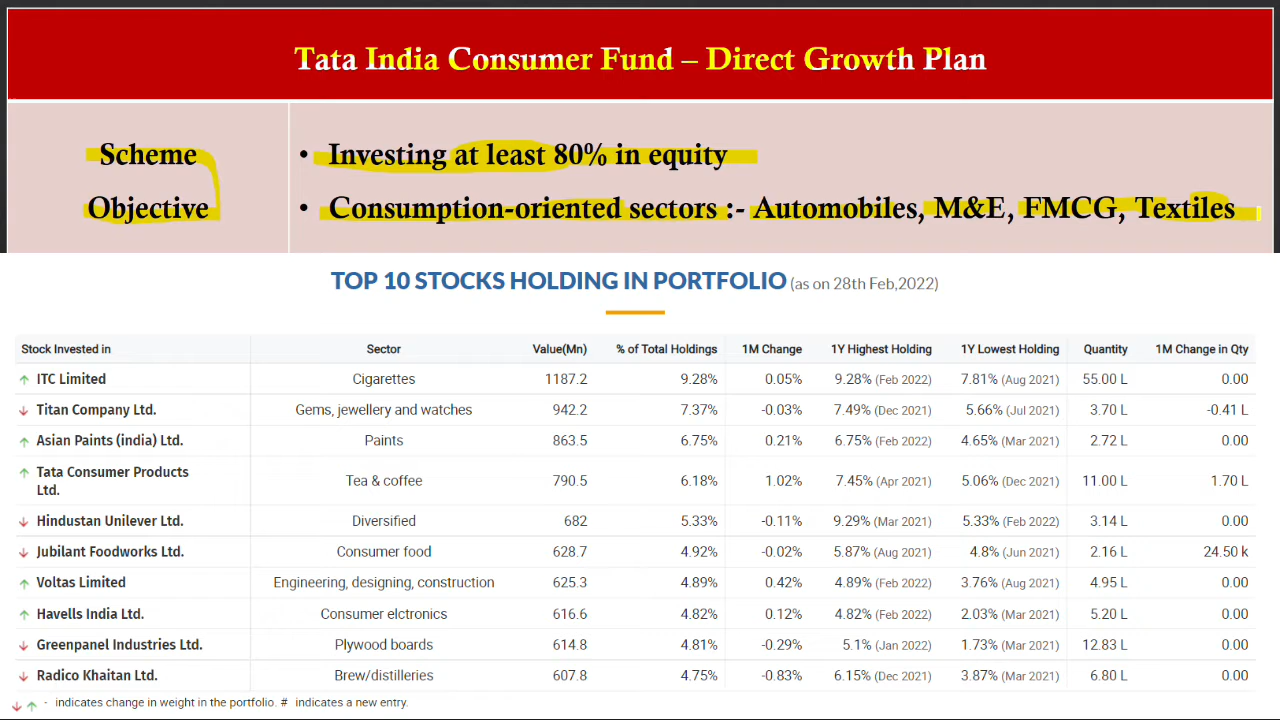 Tata India Consumer Fund – Direct Growth Plan
Scheme
Objective
• Investing at least 80% in equity
• Consumption-oriented sectors :- Automobiles, M&E, FMCG, Textiles
TOP 10 STOCKS HOLDING IN PORTFOLIO (as on 28th Feb,2022)
Stock Invested in Sector Value(Mn) % of Total Holdings 1M Change 1Y Highest Holding 1Y Lowest Holding Quantity 1M Change in Qty
↑ ITC Limited Cigarettes 1187.2 9.28% 0.05% 9.28% (Feb 2022) 7.81% (Aug 2021) 55.00 L 0.00
↓ Titan Company Ltd. Gems, jewellery and watches 942.2 7.37% -0.03% 7.49% (Dec 2021) 5.66% (Jul 2021) 3.70 L -0.41 L
↑ Asian Paints (india) Ltd. Paints 863.5 6.75% 0.21% 6.75% (Feb 2022) 4.65% (Mar 2021) 2.72 L 0.00
↑ Tata Consumer Products
Ltd. Tea & coffee 790.5 6.18% 1.02% 7.45% (Apr 2021) 5.06% (Dec 2021) 11.00 L 1.70 L
↓ Hindustan Unilever Ltd. Diversified 682 5.33% -0.11% 9.29% (Mar 2021) 5.33% (Feb 2022) 3.14 L 0.00
↓ Jubilant Foodworks Ltd. Consumer food 628.7 4.92% -0.02% 5.87% (Aug 2021) 4.8% (Jun 2021) 2.16 L 24.50 k
↑ Voltas Limited Engineering, designing, construction 625.3 4.89% 0.42% 4.89% (Feb 2022) 3.76% (Aug 2021) 4.95 L 0.00
↑ Havells India Ltd. Consumer elctronics 616.6 4.82% 0.12% 4.82% (Feb 2022) 2.03% (Mar 2021) 5.20 L 0.00
↓ Greenpanel Industries Ltd. Plywood boards 614.8 4.81% -0.29% 5.1% (Jan 2022) 1.73% (Mar 2021) 12.83 L 0.00
↓ Radico Khaitan Ltd. Brew/distilleries 607.8 4.75% -0.83% 6.15% (Dec 2021) 3.87% (Mar 2021) 6.80 L 0.00
↓ ↑ - indicates change in weight in the portfolio. # indicates a new entry.